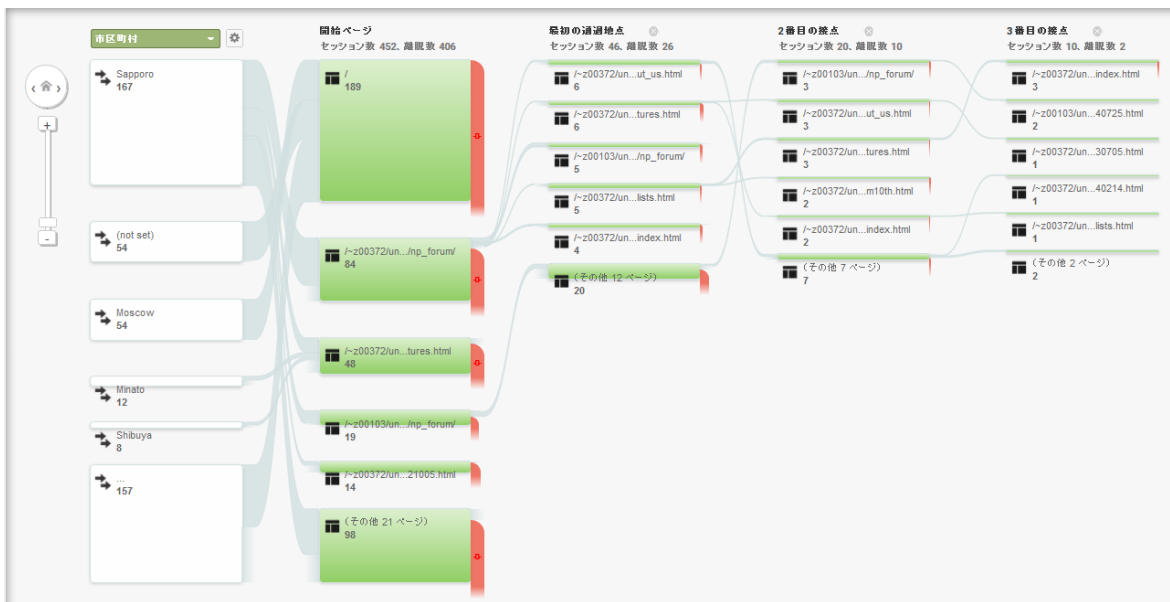 市区町村
開始ページ
セッション数 452、離脱数 406
最初の通過地点
セッション数 46、離脱数 26
2番目の接点
セッション数 20、離脱数 10
3番目の接点
セッション数 10、離脱数 2
Sapporo
167
(not set)
54
Moscow
54
Minato
12
Shibuya
8
...
157
/
189
/~z00372/un.../np_forum/
84
/~z00372/un...tures.html
48
/~z00103/un.../np_forum/
19
/~z00372/un...21005.html
14
(その他 21 ページ)
98
/~z00372/un...ut_us.html
6
/~z00372/un...tures.html
6
/~z00103/un.../np_forum/
5
/~z00372/un...lists.html
5
/~z00372/un...index.html
4
(その他 12 ページ)
20
/~z00103/un.../np_forum/
3
/~z00372/un...ut_us.html
3
/~z00372/un...tures.html
3
/~z00372/un...m10th.html
2
/~z00372/un...index.html
2
(その他 7 ページ)
7
/~z00372/un...index.html
3
/~z00103/un...40725.html
2
/~z00372/un...30705.html
1
/~z00372/un...40214.html
1
/~z00372/un...lists.html
1
(その他 2 ページ)
2